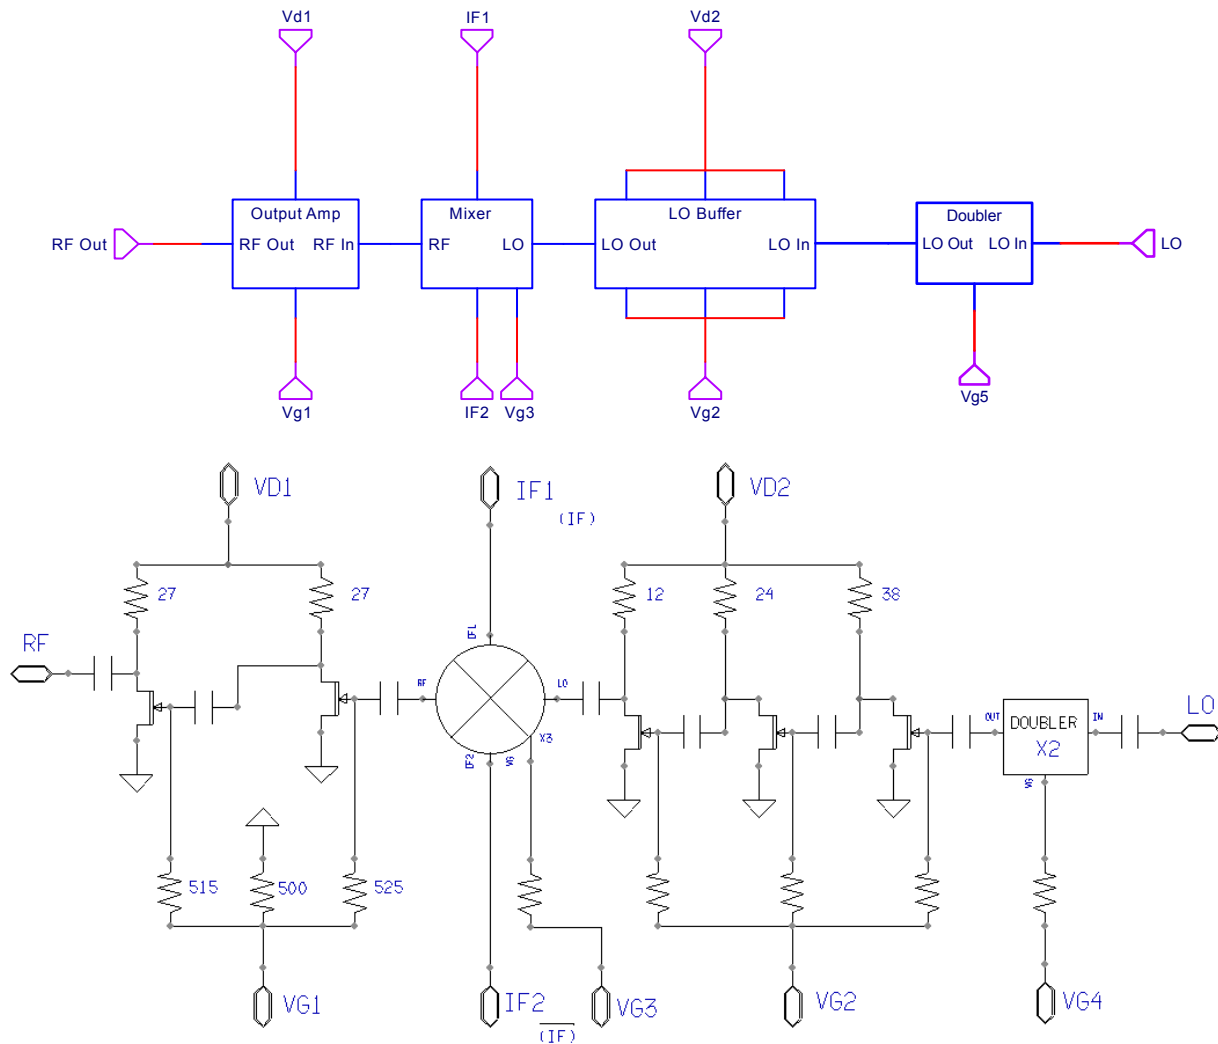 Vd1 IF1 Vd2
Output Amp Mixer LO Buffer Doubler
RF Out RF Out RF In RF LO LO Out LO In LO Out LO In LO
Vg1 IF2 Vg3 Vg2 Vg5
VD1 IF1 VD2
(IF)
27 27 12 24 38
RF IF1
RF LO OUT DOUBLER IN LO
X2
X3
IF2 VG VG
515 500 525
VG1 IF2 VG3 VG2 VG4
(IF)